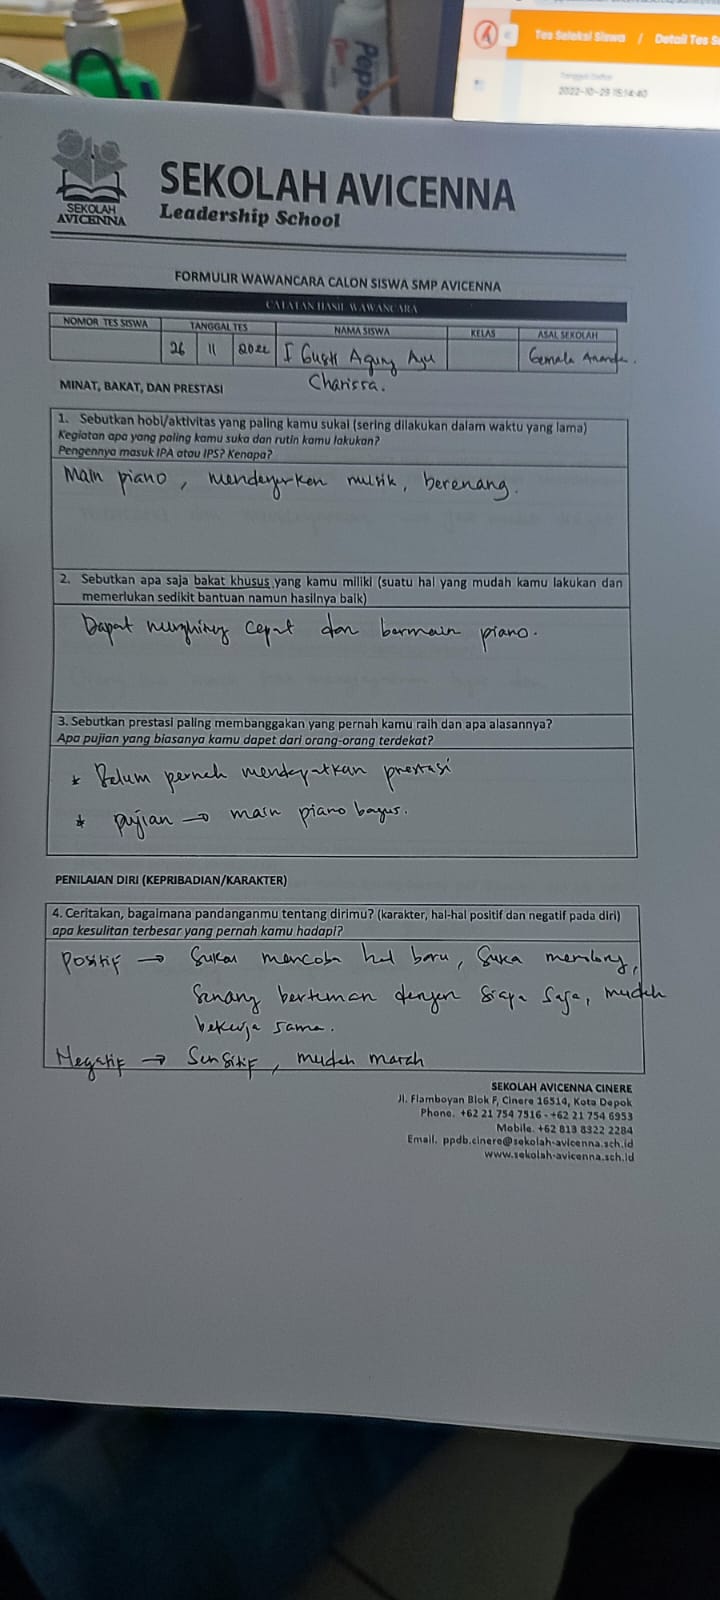 Tes Seleksi Siswa / Detail Tes S
Tanggal Daftar
2022-10-29 15:14:40
Peps
SEKOLAH AVICENNA
Leadership School
SEKOLAH
AVICENNA
FORMULIR WAWANCARA CALON SISWA SMP AVICENNA
CATATAN HASIL WAWANCARA
NOMOR TES SISWA TANGGAL TES NAMA SISWA KELAS ASAL SEKOLAH
26 11 2022 I Gusti Agung Ayu Gemala Ananda.
Charissa.
MINAT, BAKAT, DAN PRESTASI
1. Sebutkan hobi/aktivitas yang paling kamu sukai (sering dilakukan dalam waktu yang lama)
Kegiatan apa yang paling kamu suka dan rutin kamu lakukan?
Pengennya masuk IPA atau IPS? Kenapa?
Main piano, mendengarkan musik, berenang.
2. Sebutkan apa saja bakat khusus yang kamu miliki (suatu hal yang mudah kamu lakukan dan
memerlukan sedikit bantuan namun hasilnya baik)
Dapat menghitung cepat dan bermain piano.
3. Sebutkan prestasi paling membanggakan yang pernah kamu raih dan apa alasannya?
Apa pujian yang biasanya kamu dapet dari orang-orang terdekat?
* Belum pernah mendapatkan prestasi
* pujian → main piano bagus.
PENILAIAN DIRI (KEPRIBADIAN/KARAKTER)
4. Ceritakan, bagaimana pandanganmu tentang dirimu? (karakter, hal-hal positif dan negatif pada diri)
apa kesulitan terbesar yang pernah kamu hadapi?
Positif → Sukai mencoba hal baru, Suka menolong,
Senang berteman dengan siapa saja, mudah
bekerja sama.
Negatif → Sensitif, mudah marah
SEKOLAH AVICENNA CINERE
Jl. Flamboyan Blok F, Cinere 16514, Kota Depok
Phone. +62 21 754 7516 - +62 21 754 6953
Mobile. +62 813 8322 2284
Email. ppdb.cinere@sekolah-avicenna.sch.id
www.sekolah-avicenna.sch.id